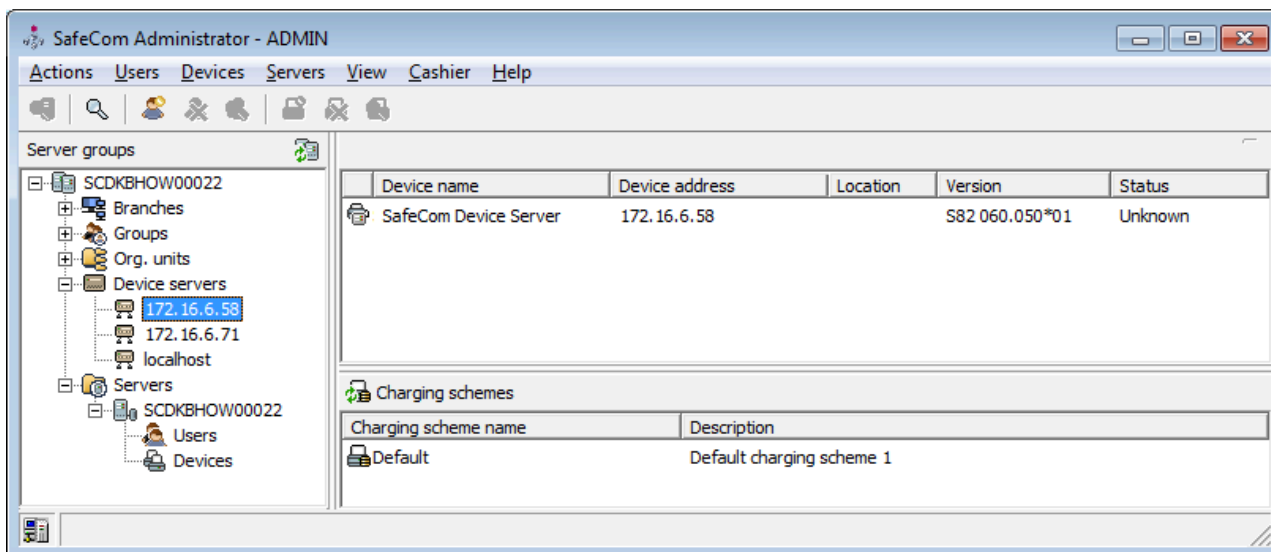 SafeCom Administrator - ADMIN
Actions Users Devices Servers View Cashier Help
Server groups
SCDKBHOW00022
Branches
Groups
Org. units
Device servers
172.16.6.58
172.16.6.71
localhost
Servers
SCDKBHOW00022
Users
Devices
Device name Device address Location Version Status
SafeCom Device Server 172.16.6.58 S82 060.050*01 Unknown
Charging schemes
Charging scheme name Description
Default Default charging scheme 1